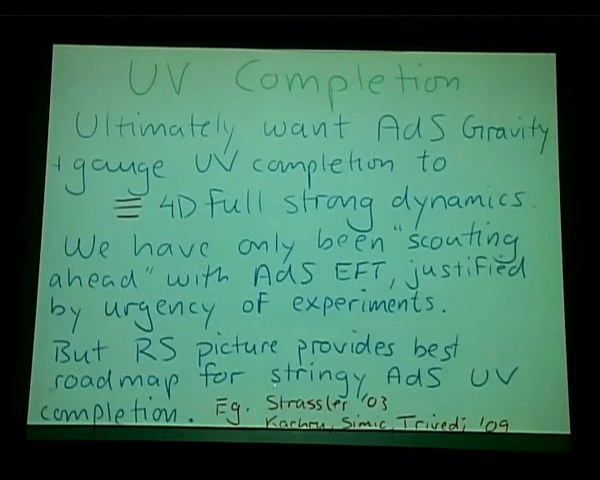 UV Completion
Ultimately want AdS Gravity
+ gauge UV completion to
≡ 4D full strong dynamics.
We have only been "scouting
ahead" with AdS EFT, justified
by urgency of experiments.
But RS picture provides best
roadmap for stringy AdS UV
completion. Eg. Strassler '03
Kachru, Simic, Trivedi '09